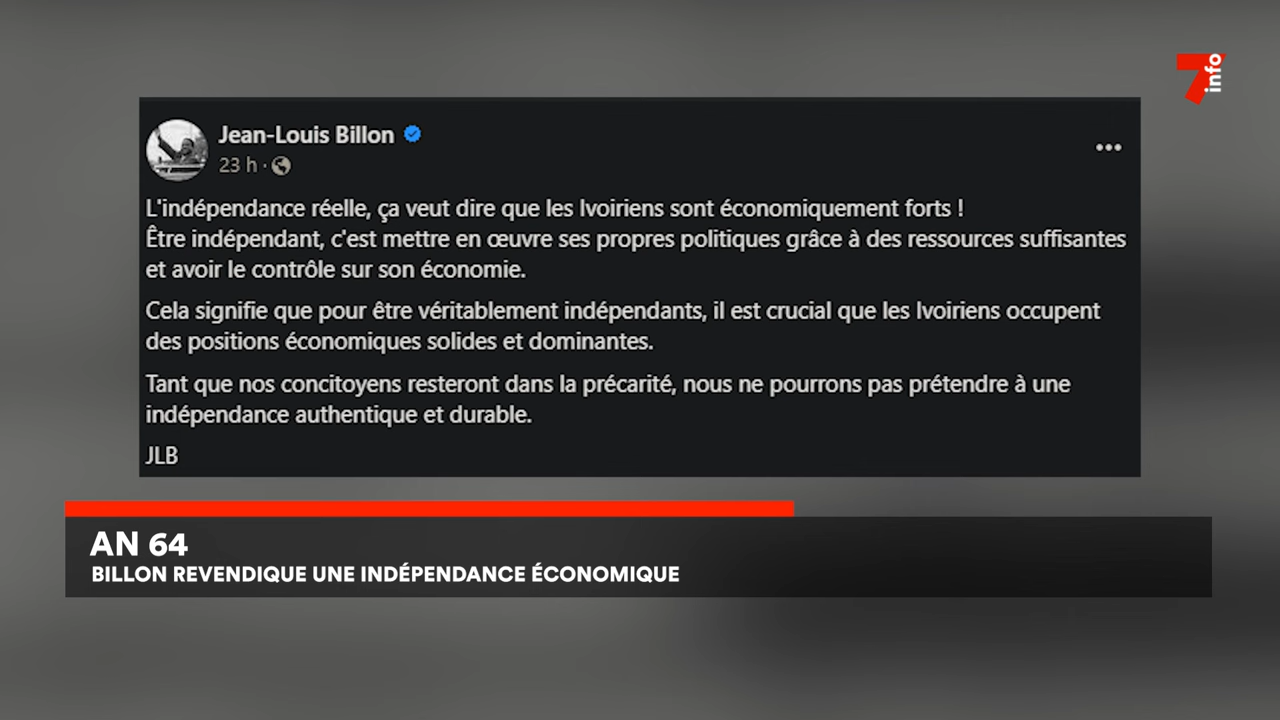 7info
Jean-Louis Billon
23 h ·
L'indépendance réelle, ça veut dire que les Ivoiriens sont économiquement forts !
Être indépendant, c'est mettre en œuvre ses propres politiques grâce à des ressources suffisantes
et avoir le contrôle sur son économie.
Cela signifie que pour être véritablement indépendants, il est crucial que les Ivoiriens occupent
des positions économiques solides et dominantes.
Tant que nos concitoyens resteront dans la précarité, nous ne pourrons pas prétendre à une
indépendance authentique et durable.
JLB
AN 64
BILLON REVENDIQUE UNE INDÉPENDANCE ÉCONOMIQUE